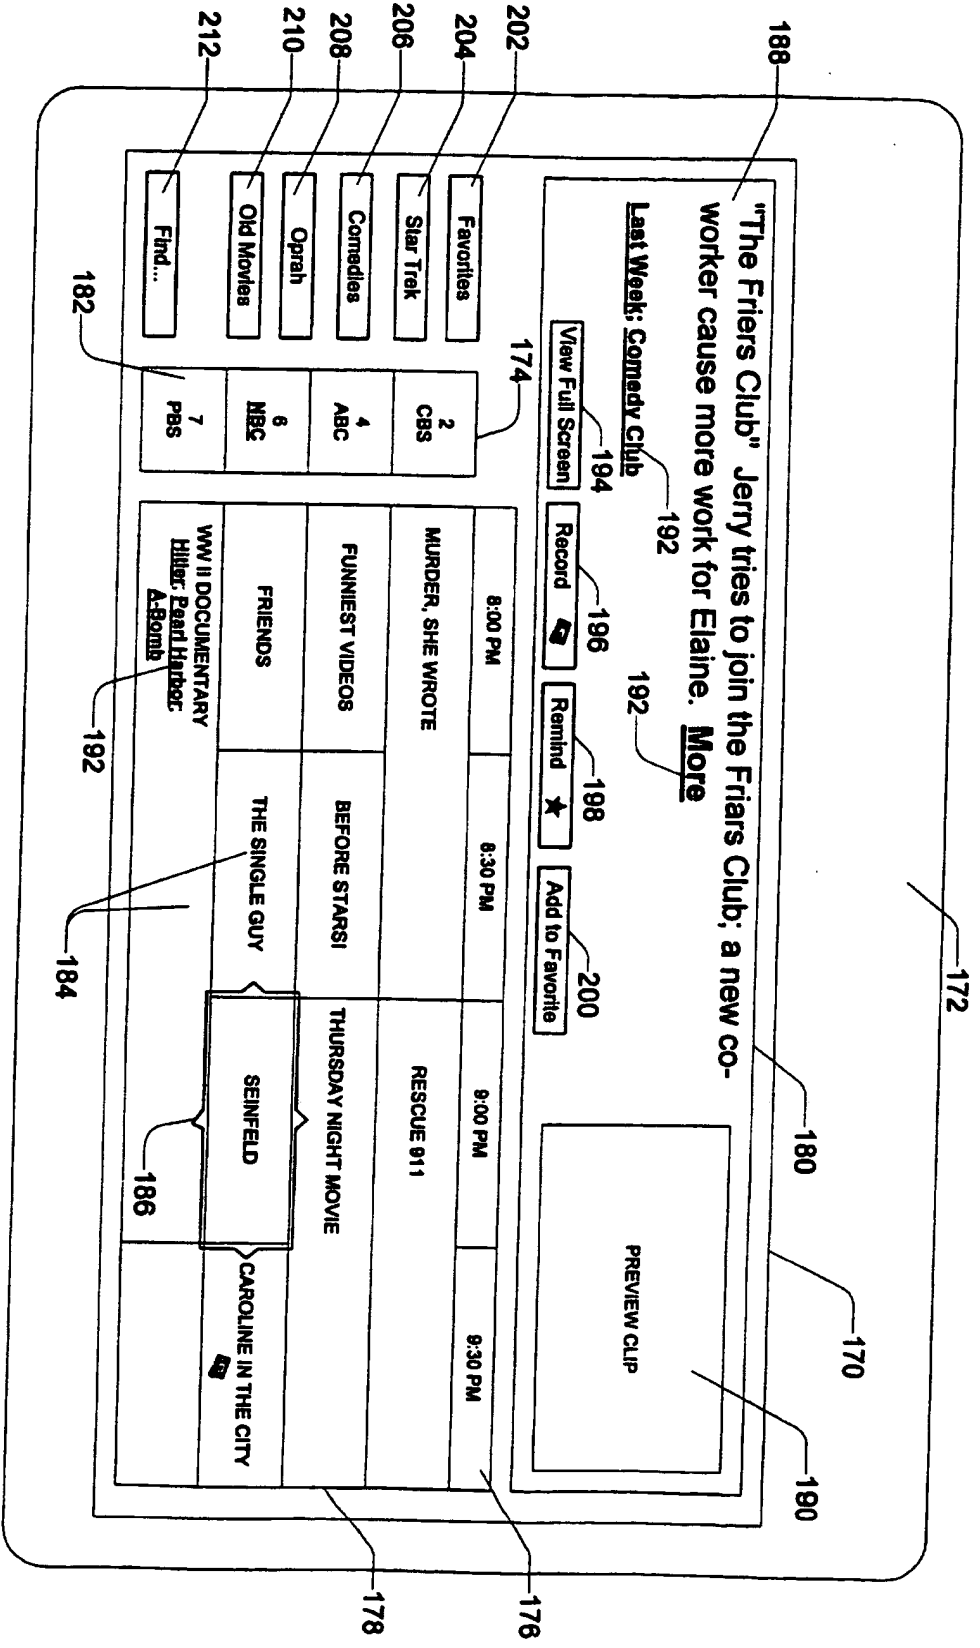 172
188
180
170
"The Friers Club" Jerry tries to join the Friars Club; a new co-
worker cause more work for Elaine. More
192
192
Last Week; Comedy Club
PREVIEW CLIP
190
View Full Screen
Record
Remind
Add to Favorite
194
196
198
200
202
204
206
208
210
212
Favorites
Star Trek
Comedies
Oprah
Old Movies
Find...
174
182
2
CBS
4
ABC
6
NBC
7
PBS
8:00 PM
8:30 PM
9:00 PM
9:30 PM
176
MURDER, SHE WROTE
RESCUE 911
FUNNIEST VIDEOS
BEFORE STARS!
THURSDAY NIGHT MOVIE
178
FRIENDS
THE SINGLE GUY
SEINFELD
CAROLINE IN THE CITY
WW II DOCUMENTARY
Hitler; Pearl Harbor;
A-Bomb
192
184
186